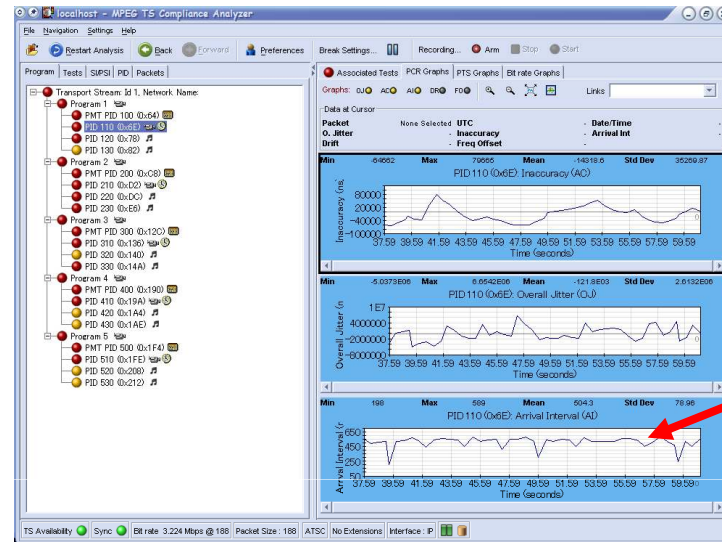 localhost - MPEG TS Compliance Analyzer
File Navigation Settings Help
Restart Analysis Back Forward Preferences Break Settings... Recording... Arm Stop Start
Program Tests SI/PSI PID Packets
Transport Stream: Id 1, Network Name:
Program 1
PMT PID 100 (0x64)
PID 110 (0x6E)
PID 120 (0x78)
PID 130 (0x82)
Program 2
PMT PID 200 (0xC8)
PID 210 (0xD2)
PID 220 (0xDC)
PID 230 (0xE6)
Program 3
PMT PID 300 (0x12C)
PID 310 (0x136)
PID 320 (0x140)
PID 330 (0x14A)
Program 4
PMT PID 400 (0x190)
PID 410 (0x19A)
PID 420 (0x1A4)
PID 430 (0x1AE)
Program 5
PMT PID 500 (0x1F4)
PID 510 (0x1FE)
PID 520 (0x208)
PID 530 (0x212)
Associated Tests PCR Graphs PTS Graphs Bit rate Graphs
Graphs: OJ AC AI DR FO Links
Data at Cursor
Packet None Selected UTC - Date/Time -
O. Jitter - Inaccuracy - Arrival Int -
Drift - Freq Offset -
Min -64662 Max 79665 Mean -14318.6 Std Dev 35269.87
PID 110 (0x6E): Inaccuracy (AC)
Inaccuracy (ns,
80000
20000
-40000
-100000
0
37.59 39.59 41.59 43.59 45.59 47.59 49.59 51.59 53.59 55.59 57.59 59.59
Time (seconds)
Min -5.0373E06 Max 6.6542E06 Mean -121.8E03 Std Dev 2.6132E06
PID 110 (0x6E): Overall Jitter (OJ)
Overall Jitter (n
1E7
4000000
-2000000
-8000000
0
37.59 39.59 41.59 43.59 45.59 47.59 49.59 51.59 53.59 55.59 57.59 59.59
Time (seconds)
Min 198 Max 589 Mean 504.3 Std Dev 78.96
PID 110 (0x6E): Arrival Interval (AI)
Arrival Interval (r
650
450
250
50
37.59 39.59 41.59 43.59 45.59 47.59 49.59 51.59 53.59 55.59 57.59 59.59 0
Time (seconds)
TS Availability Sync Bit rate 3.224 Mbps @ 188 Packet Size : 188 ATSC No Extensions Interface : IP